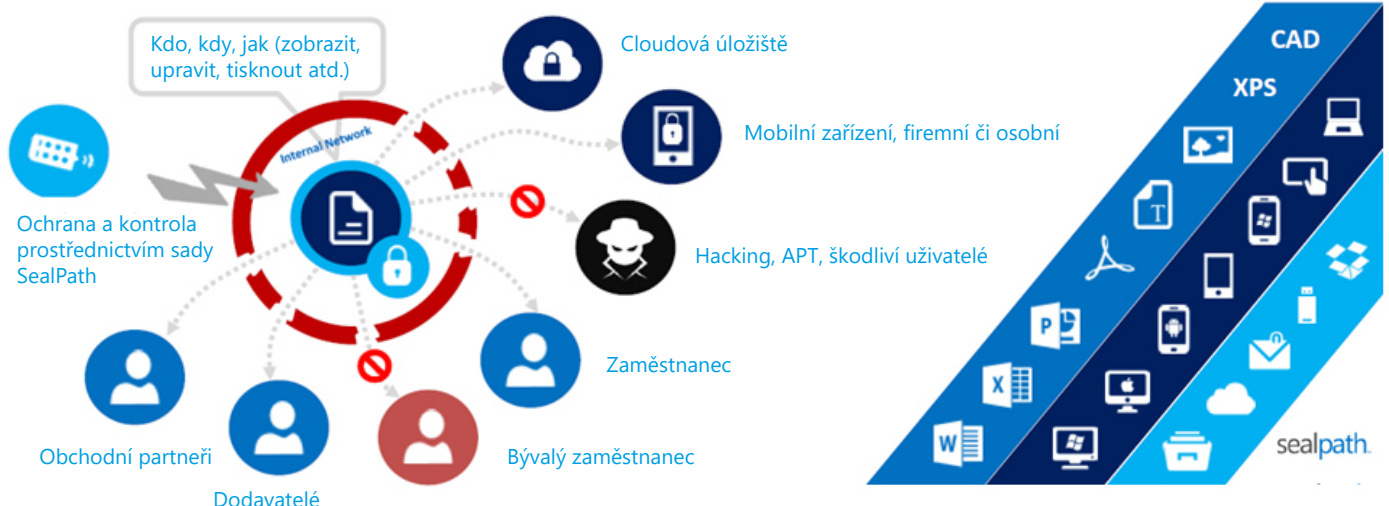 Kdo, kdy, jak (zobrazit,
upravit, tisknout atd.)
Internal Network
Ochrana a kontrola
prostřednictvím sady
SealPath
Cloudová úložiště
Mobilní zařízení, firemní či osobní
Hacking, APT, škodliví uživatelé
Zaměstnanec
Bývalý zaměstnanec
Dodavatelé
Obchodní partneři
CAD
XPS
T
P
X
W
sealpath.